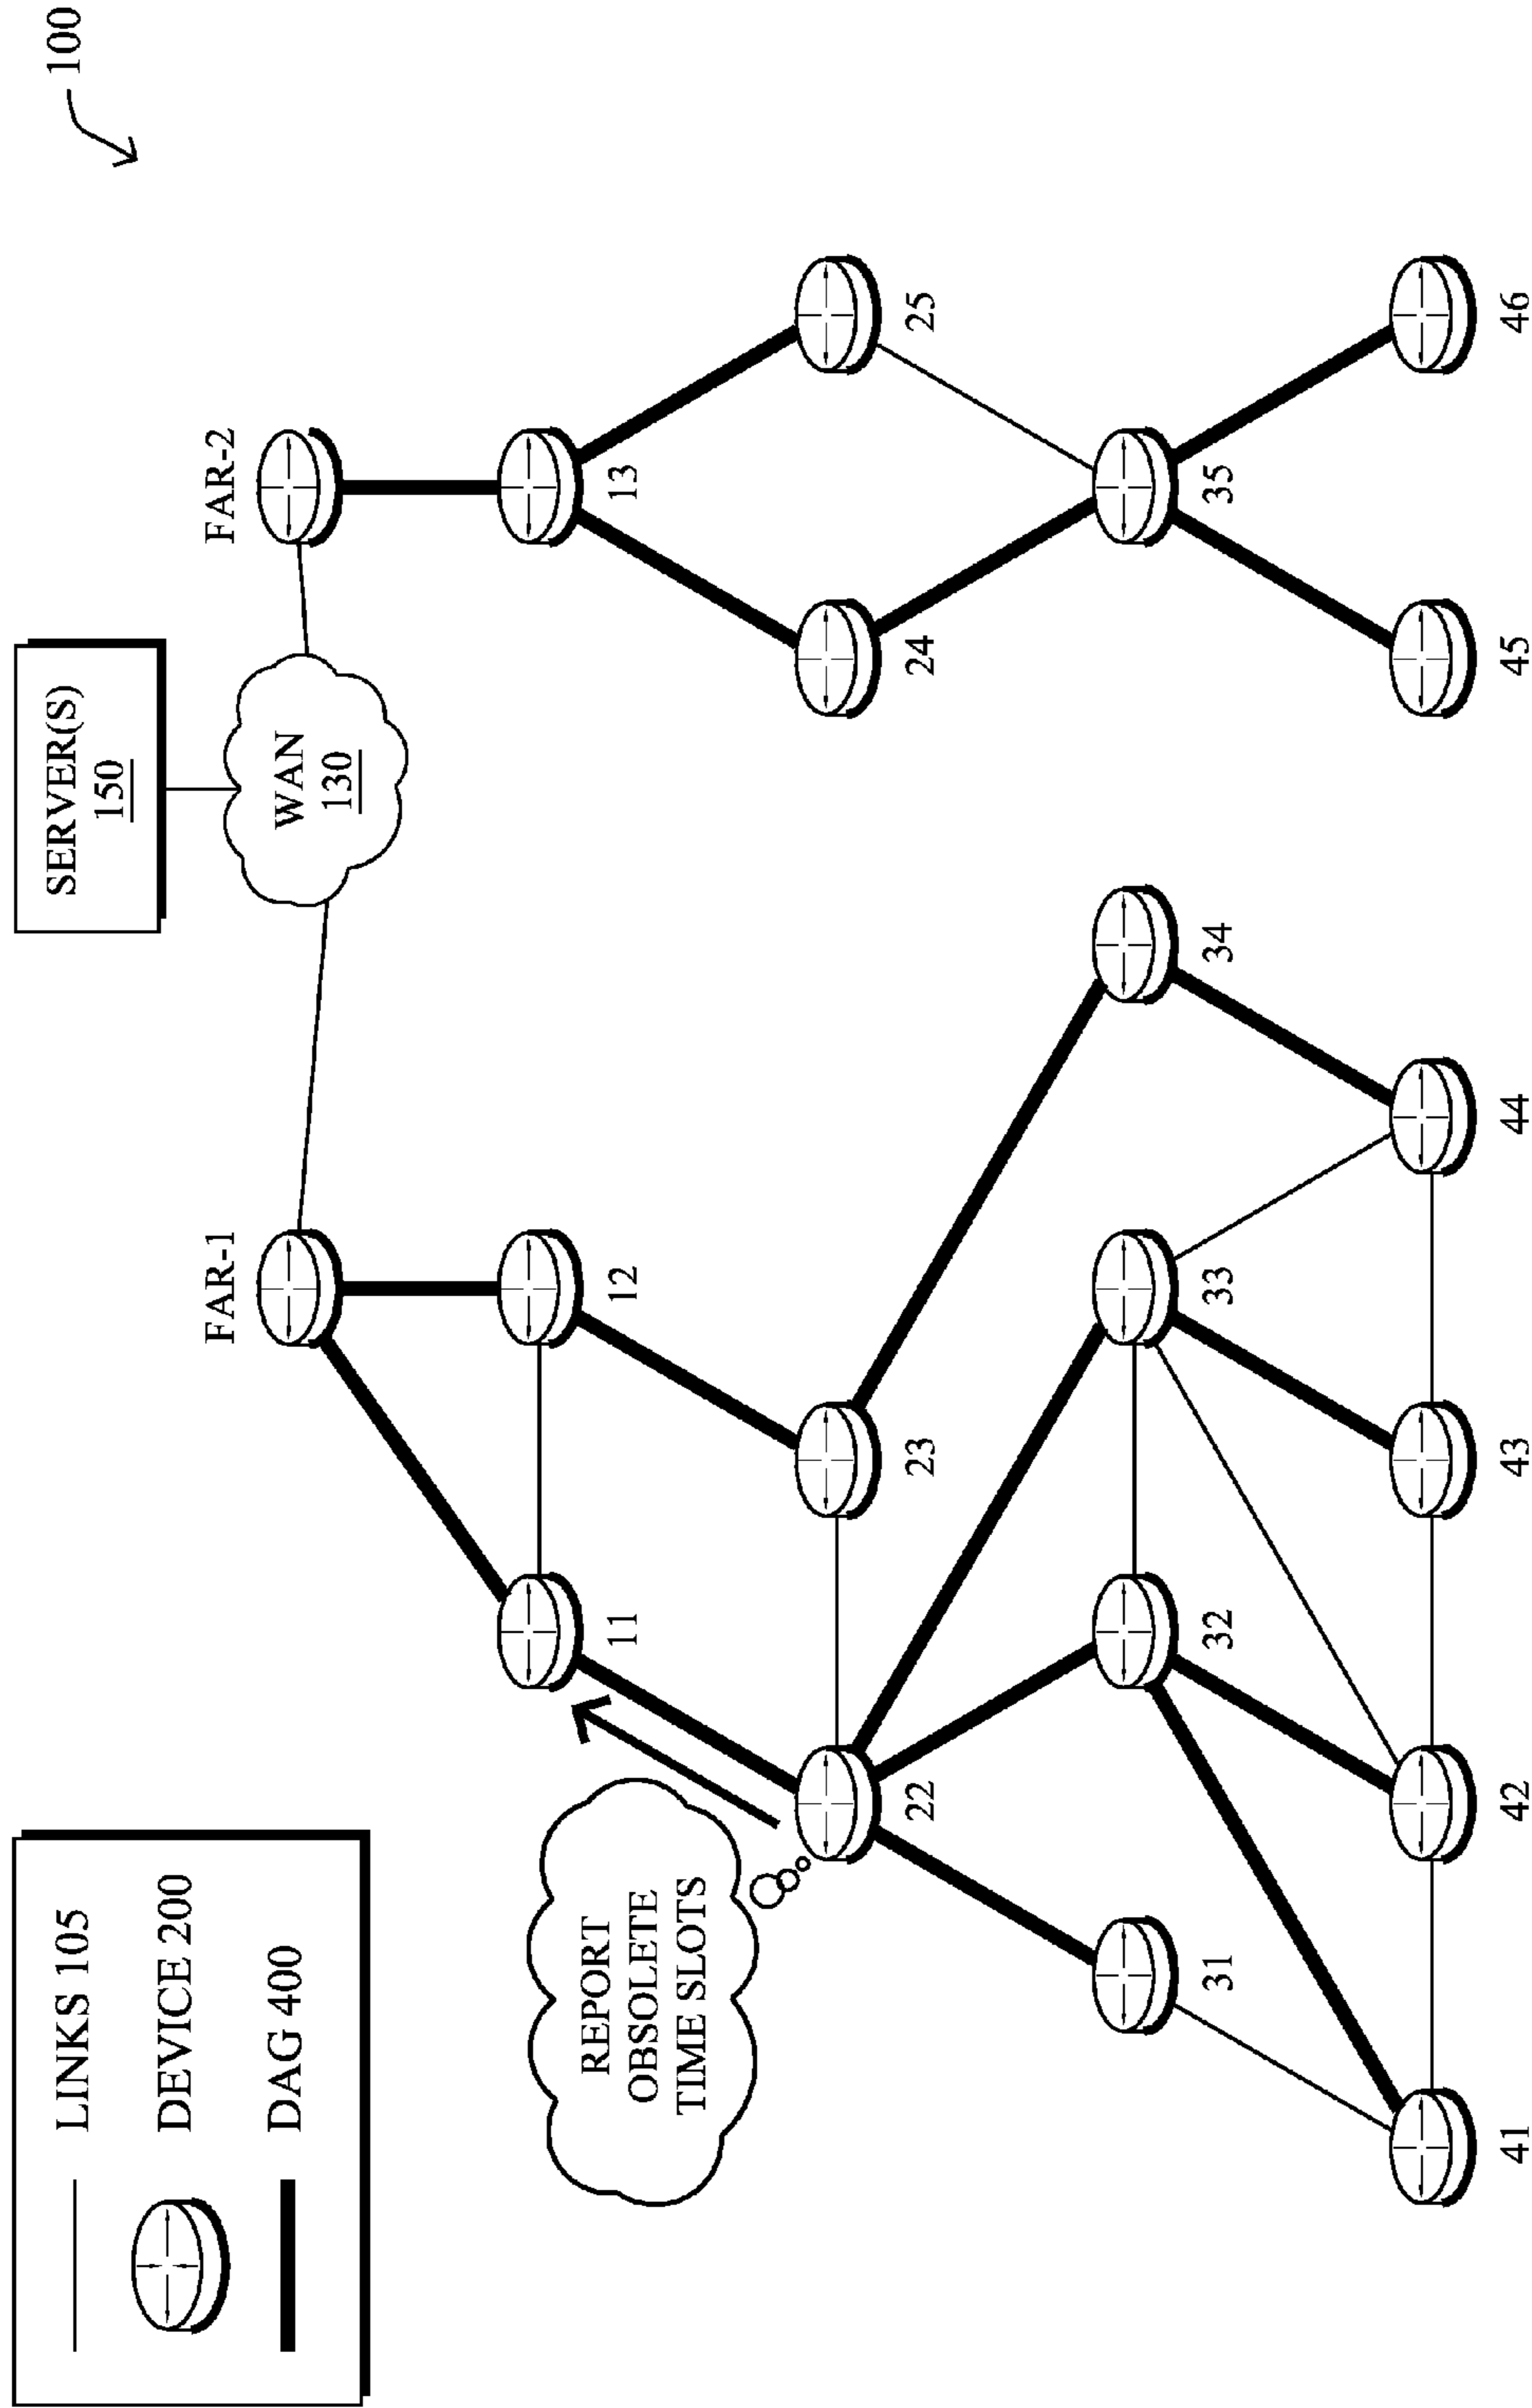 100
LINKS 105
DEVICE 200
DAG 400
SERVER(S)
150
WAN
130
FAR-1
FAR-2
REPORT
OBSOLETE
TIME SLOTS
11
12
13
22
23
24
25
31
32
33
34
35
41
42
43
44
45
46